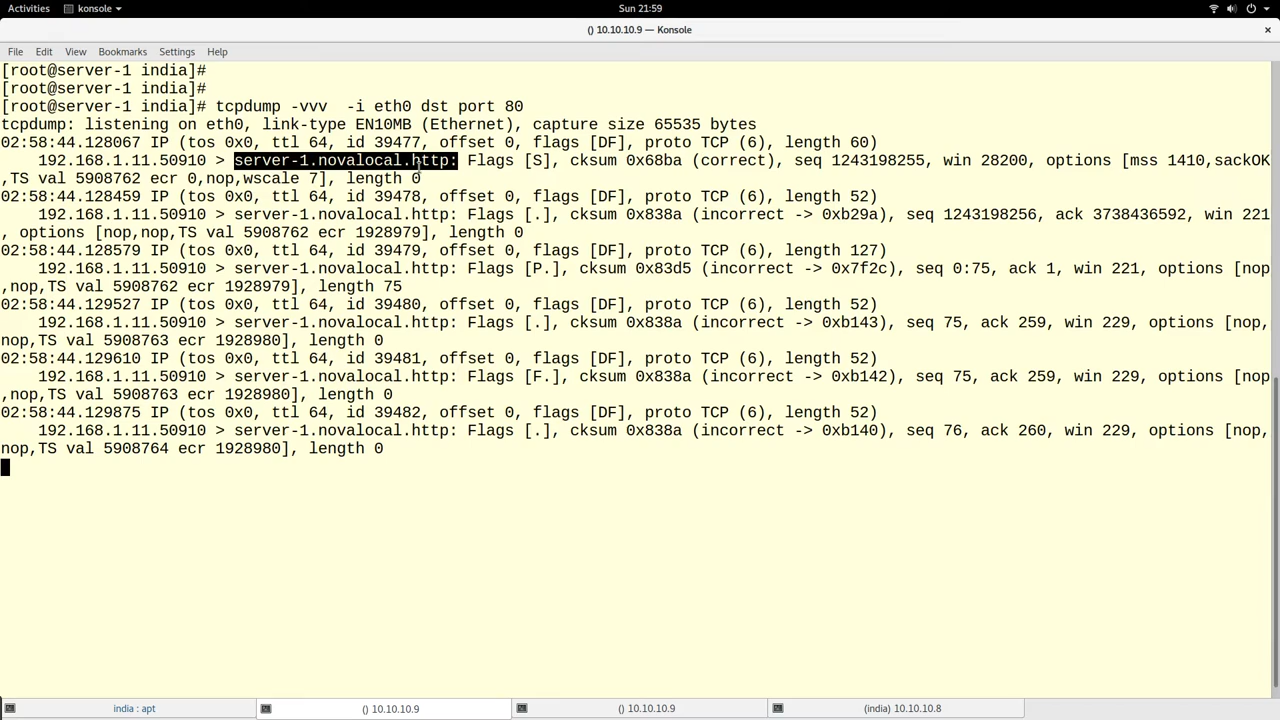 Activities konsole Sun 21:59
() 10.10.10.9 — Konsole
File Edit View Bookmarks Settings Help
[root@server-1 india]#
[root@server-1 india]#
[root@server-1 india]# tcpdump -vvv  -i eth0 dst port 80
tcpdump: listening on eth0, link-type EN10MB (Ethernet), capture size 65535 bytes
02:58:44.128067 IP (tos 0x0, ttl 64, id 39477, offset 0, flags [DF], proto TCP (6), length 60)
    192.168.1.11.50910 > server-1.novalocal.http: Flags [S], cksum 0x68ba (correct), seq 1243198255, win 28200, options [mss 1410,sackOK
,TS val 5908762 ecr 0,nop,wscale 7], length 0
02:58:44.128459 IP (tos 0x0, ttl 64, id 39478, offset 0, flags [DF], proto TCP (6), length 52)
    192.168.1.11.50910 > server-1.novalocal.http: Flags [.], cksum 0x838a (incorrect -> 0xb29a), seq 1243198256, ack 3738436592, win 221
, options [nop,nop,TS val 5908762 ecr 1928979], length 0
02:58:44.128579 IP (tos 0x0, ttl 64, id 39479, offset 0, flags [DF], proto TCP (6), length 127)
    192.168.1.11.50910 > server-1.novalocal.http: Flags [P.], cksum 0x83d5 (incorrect -> 0x7f2c), seq 0:75, ack 1, win 221, options [nop
,nop,TS val 5908762 ecr 1928979], length 75
02:58:44.129527 IP (tos 0x0, ttl 64, id 39480, offset 0, flags [DF], proto TCP (6), length 52)
    192.168.1.11.50910 > server-1.novalocal.http: Flags [.], cksum 0x838a (incorrect -> 0xb143), seq 75, ack 259, win 229, options [nop,
nop,TS val 5908763 ecr 1928980], length 0
02:58:44.129610 IP (tos 0x0, ttl 64, id 39481, offset 0, flags [DF], proto TCP (6), length 52)
    192.168.1.11.50910 > server-1.novalocal.http: Flags [F.], cksum 0x838a (incorrect -> 0xb142), seq 75, ack 259, win 229, options [nop
,nop,TS val 5908763 ecr 1928980], length 0
02:58:44.129875 IP (tos 0x0, ttl 64, id 39482, offset 0, flags [DF], proto TCP (6), length 52)
    192.168.1.11.50910 > server-1.novalocal.http: Flags [.], cksum 0x838a (incorrect -> 0xb140), seq 76, ack 260, win 229, options [nop,
nop,TS val 5908764 ecr 1928980], length 0
india : apt () 10.10.10.9 () 10.10.10.9 (india) 10.10.10.8